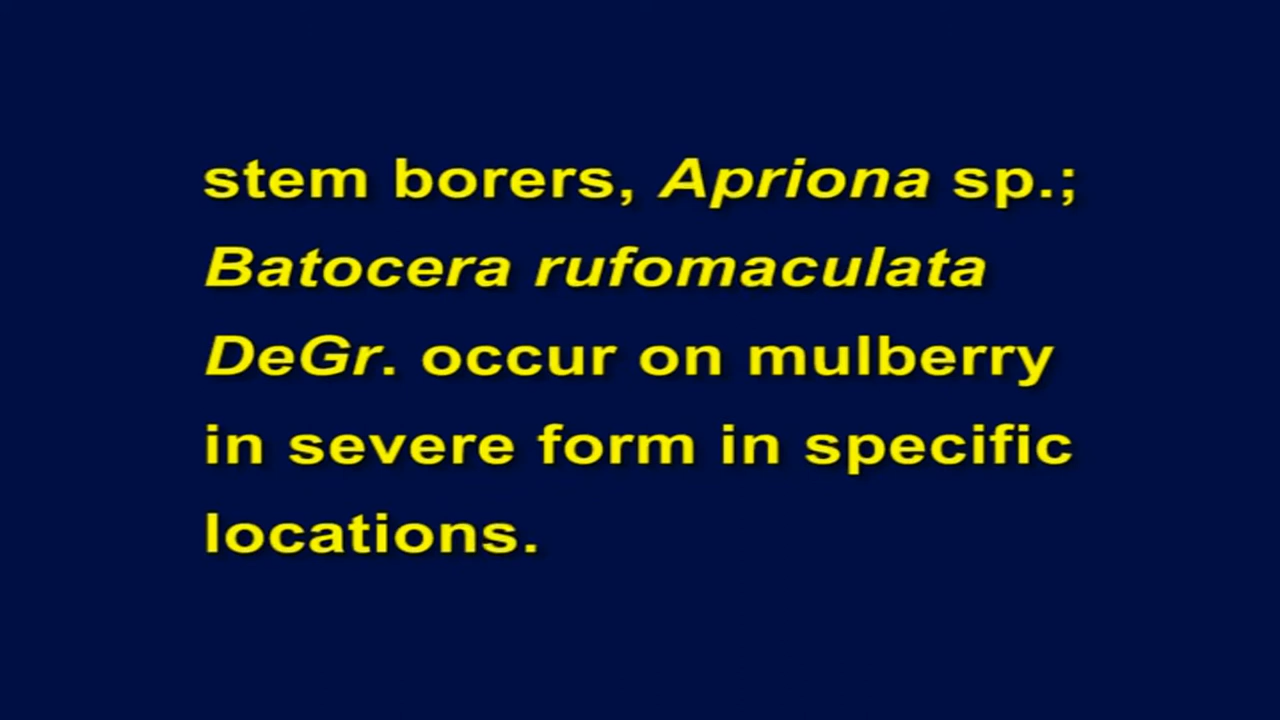 stem borers, Apriona sp.;
Batocera rufomaculata
DeGr. occur on mulberry
in severe form in specific
locations.